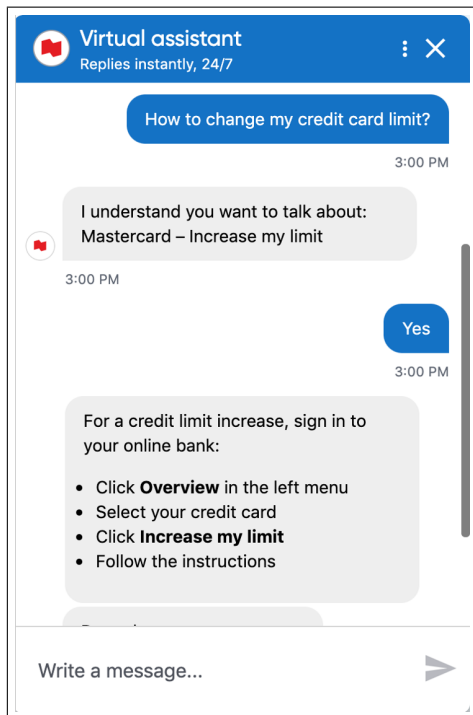 Virtual assistant
Replies instantly, 24/7
How to change my credit card limit?
3:00 PM
I understand you want to talk about:
Mastercard – Increase my limit
3:00 PM
Yes
3:00 PM
For a credit limit increase, sign in to
your online bank:
• Click Overview in the left menu
• Select your credit card
• Click Increase my limit
• Follow the instructions
Write a message...